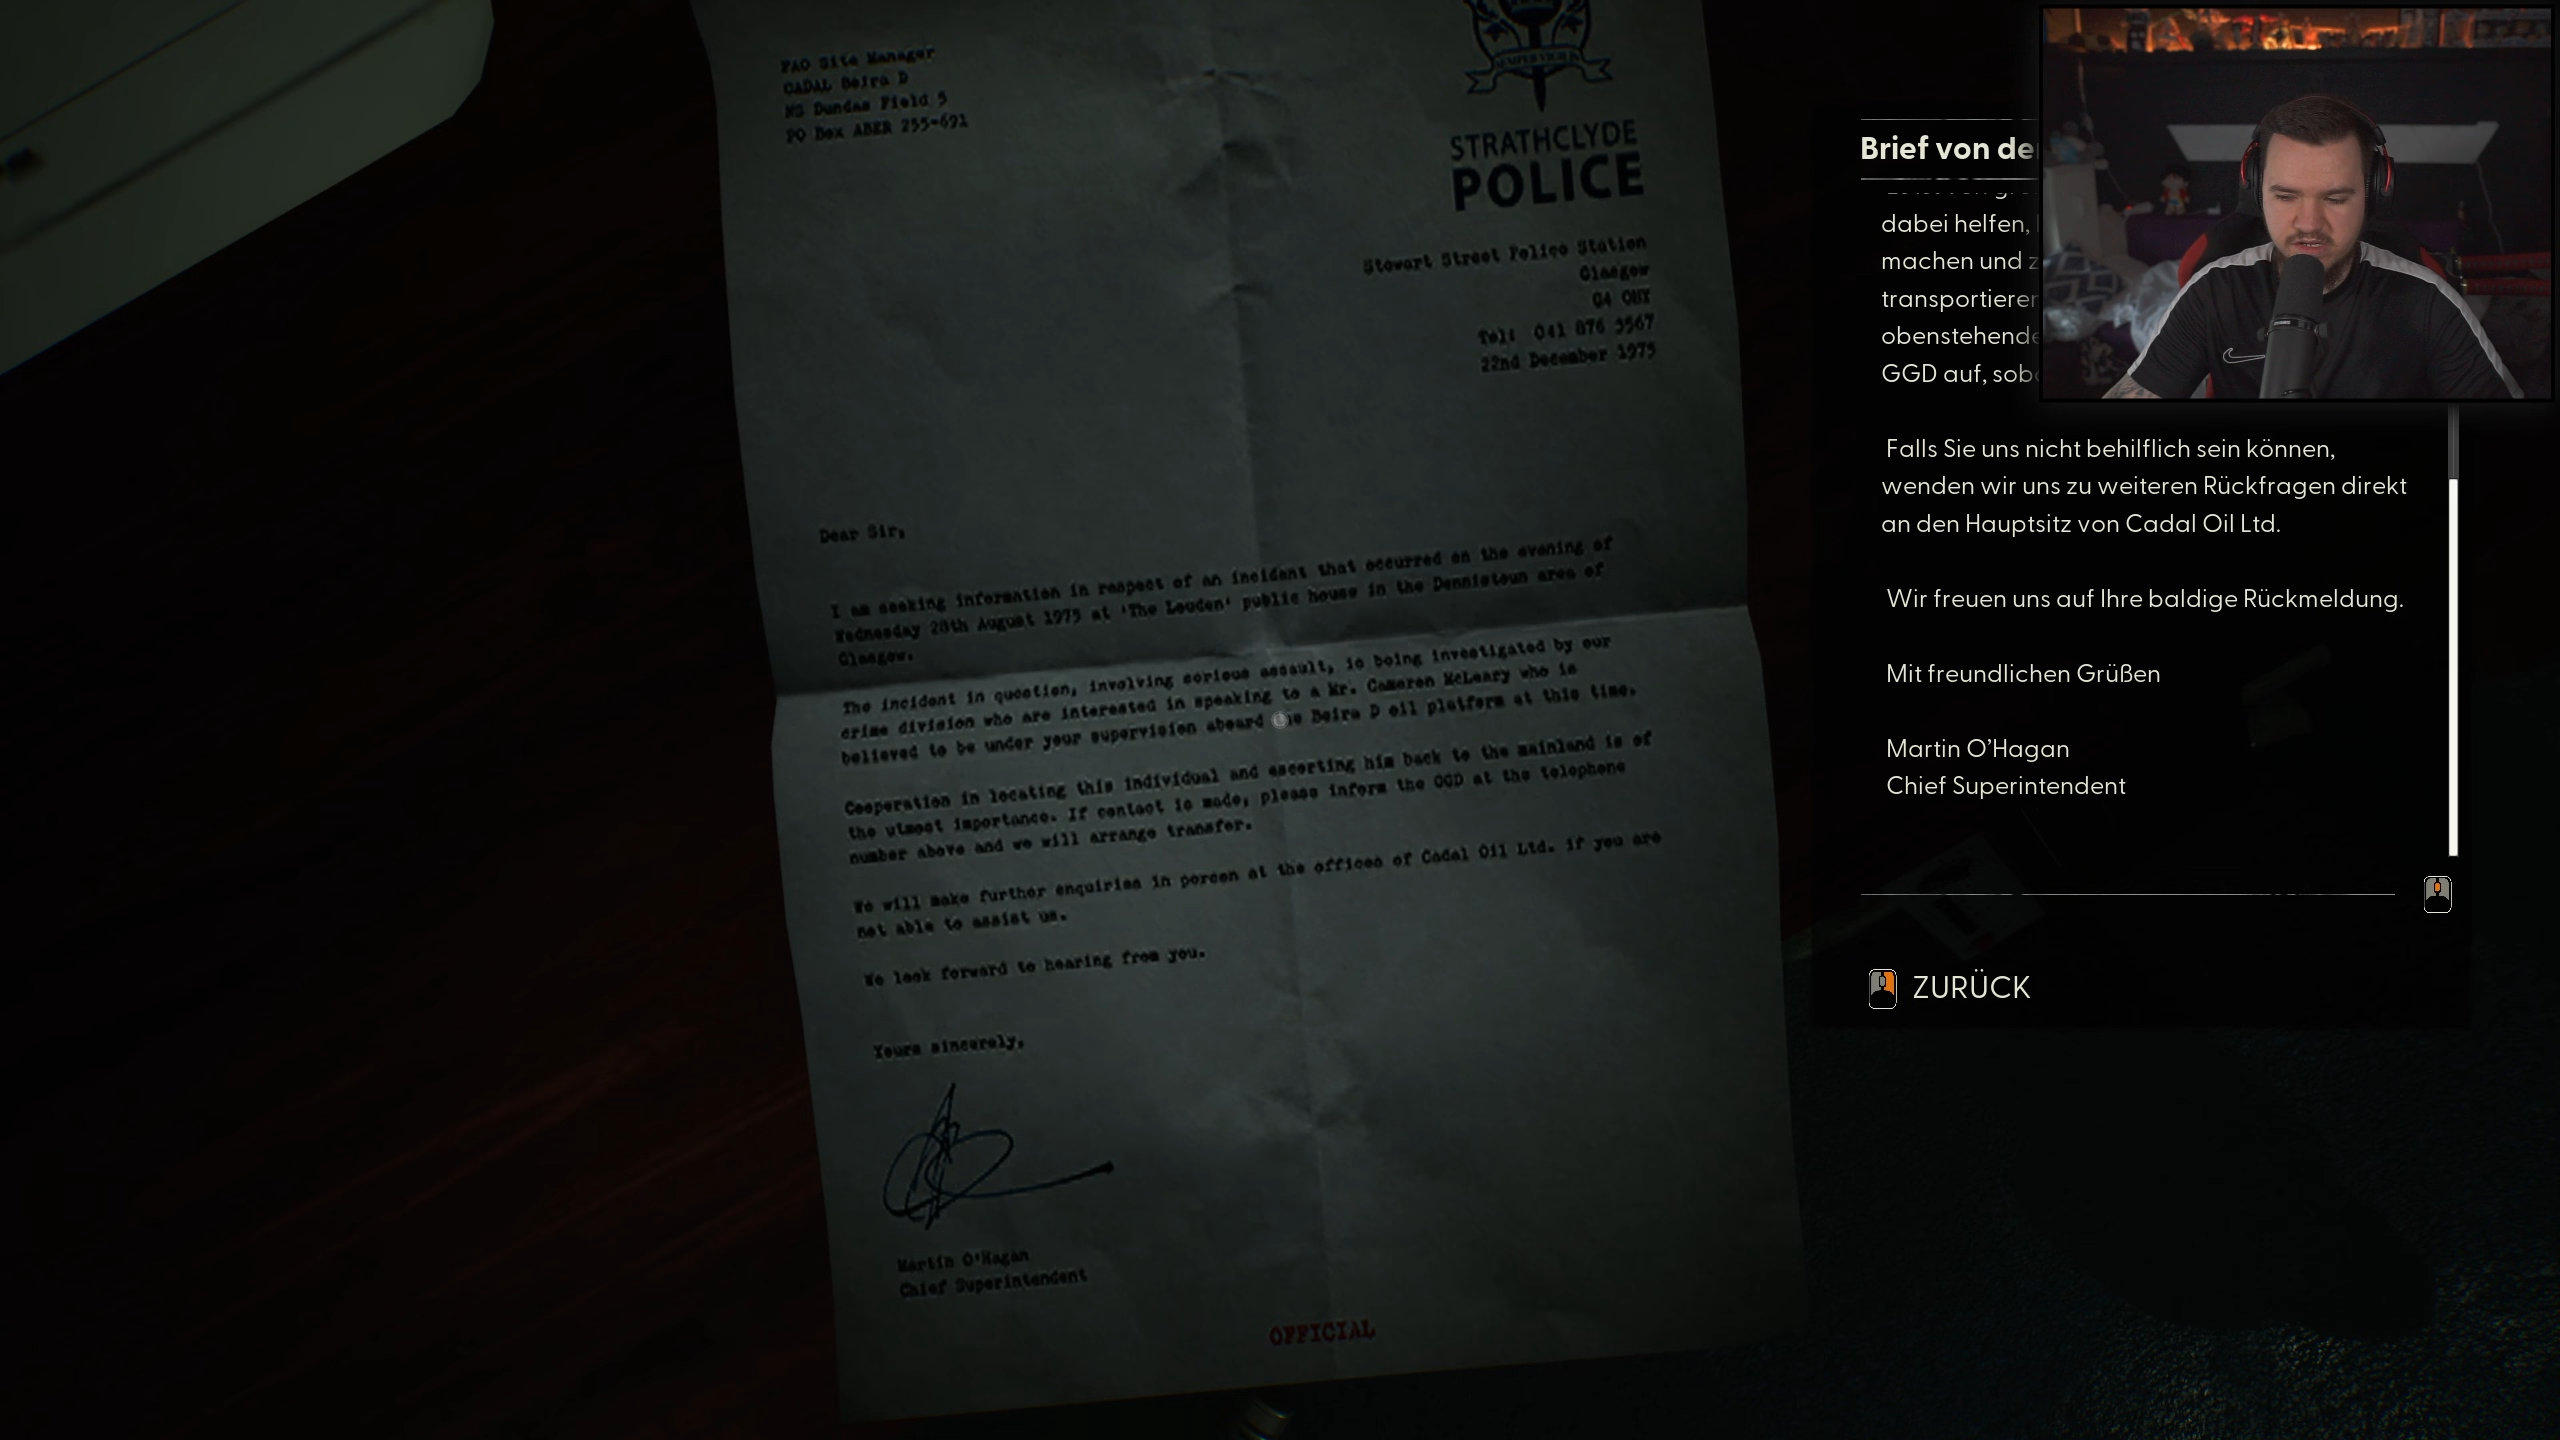 FAO Site Manager
CADAL Beira D
NS Dundas Field 5
PO Box ABER 255-691
SEMPER VIGILO
STRATHCLYDE
POLICE
Stewart Street Police Station
Glasgow
G4 0HY
Tel: 041 876 3567
22nd December 1975
Dear Sir,
I am seeking information in respect of an incident that occurred on the evening of
Wednesday 28th August 1975 at 'The Louden' public house in the Dennistoun area of
Glasgow.
The incident in question, involving serious assault, is being investigated by our
crime division who are interested in speaking to a Mr. Cameron McLeary who is
believed to be under your supervision aboard the Beira D oil platform at this time.
Cooperation in locating this individual and escorting him back to the mainland is of
the utmost importance. If contact is made, please inform the GGD at the telephone
number above and we will arrange transfer.
We will make further enquiries in person at the offices of Cadal Oil Ltd. if you are
not able to assist us.
We look forward to hearing from you.
Yours sincerely,
Martin O'Hagan
Chief Superintendent
OFFICIAL
Brief von de
dabei helfen,
machen und z
transportieren
obenstehende
GGD auf, sob
Falls Sie uns nicht behilflich sein können,
wenden wir uns zu weiteren Rückfragen direkt
an den Hauptsitz von Cadal Oil Ltd.
Wir freuen uns auf Ihre baldige Rückmeldung.
Mit freundlichen Grüßen
Martin O'Hagan
Chief Superintendent
ZURÜCK